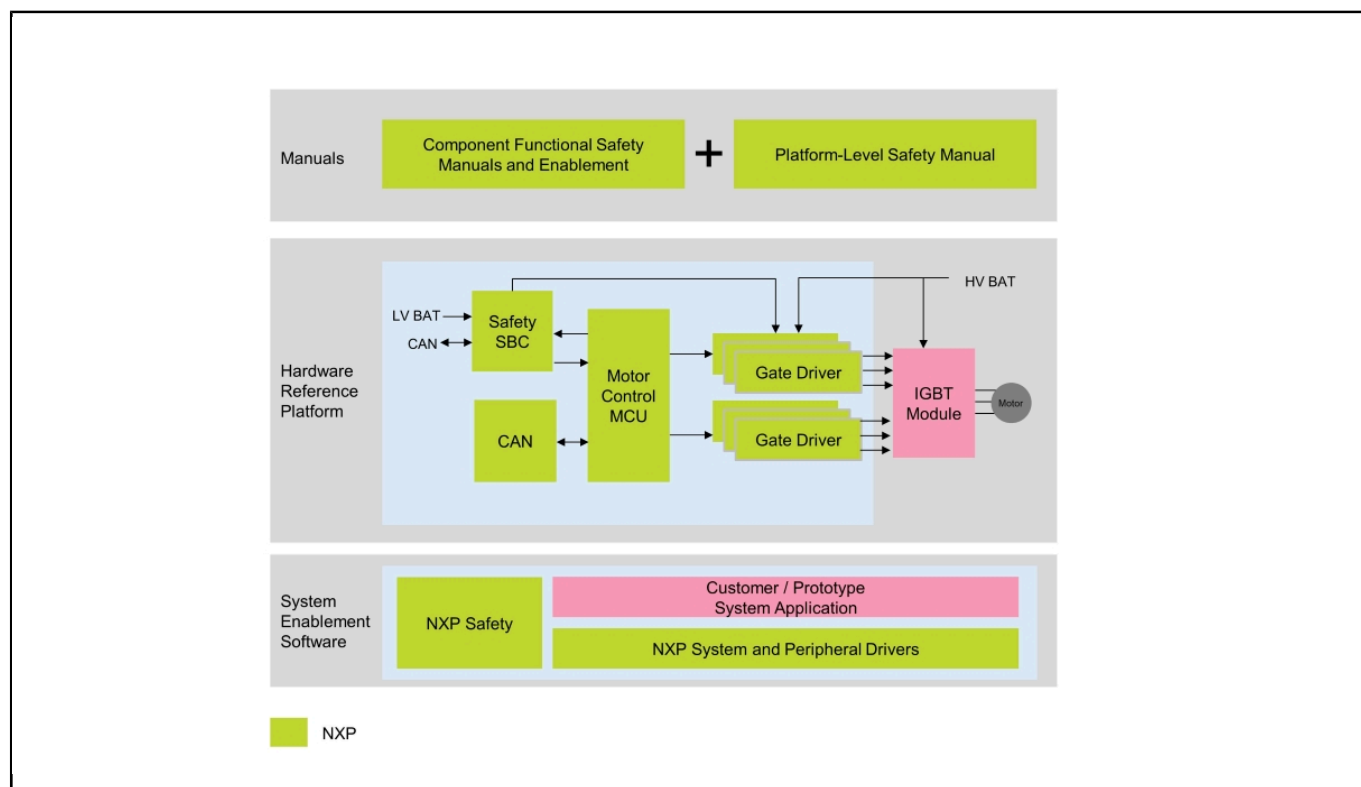 Manuals
Component Functional Safety
Manuals and Enablement
+
Platform-Level Safety Manual
Hardware
Reference
Platform
LV BAT
CAN
Safety
SBC
CAN
Motor
Control
MCU
Gate Driver
Gate Driver
HV BAT
IGBT
Module
Motor
System
Enablement
Software
NXP Safety
Customer / Prototype
System Application
NXP System and Peripheral Drivers
NXP